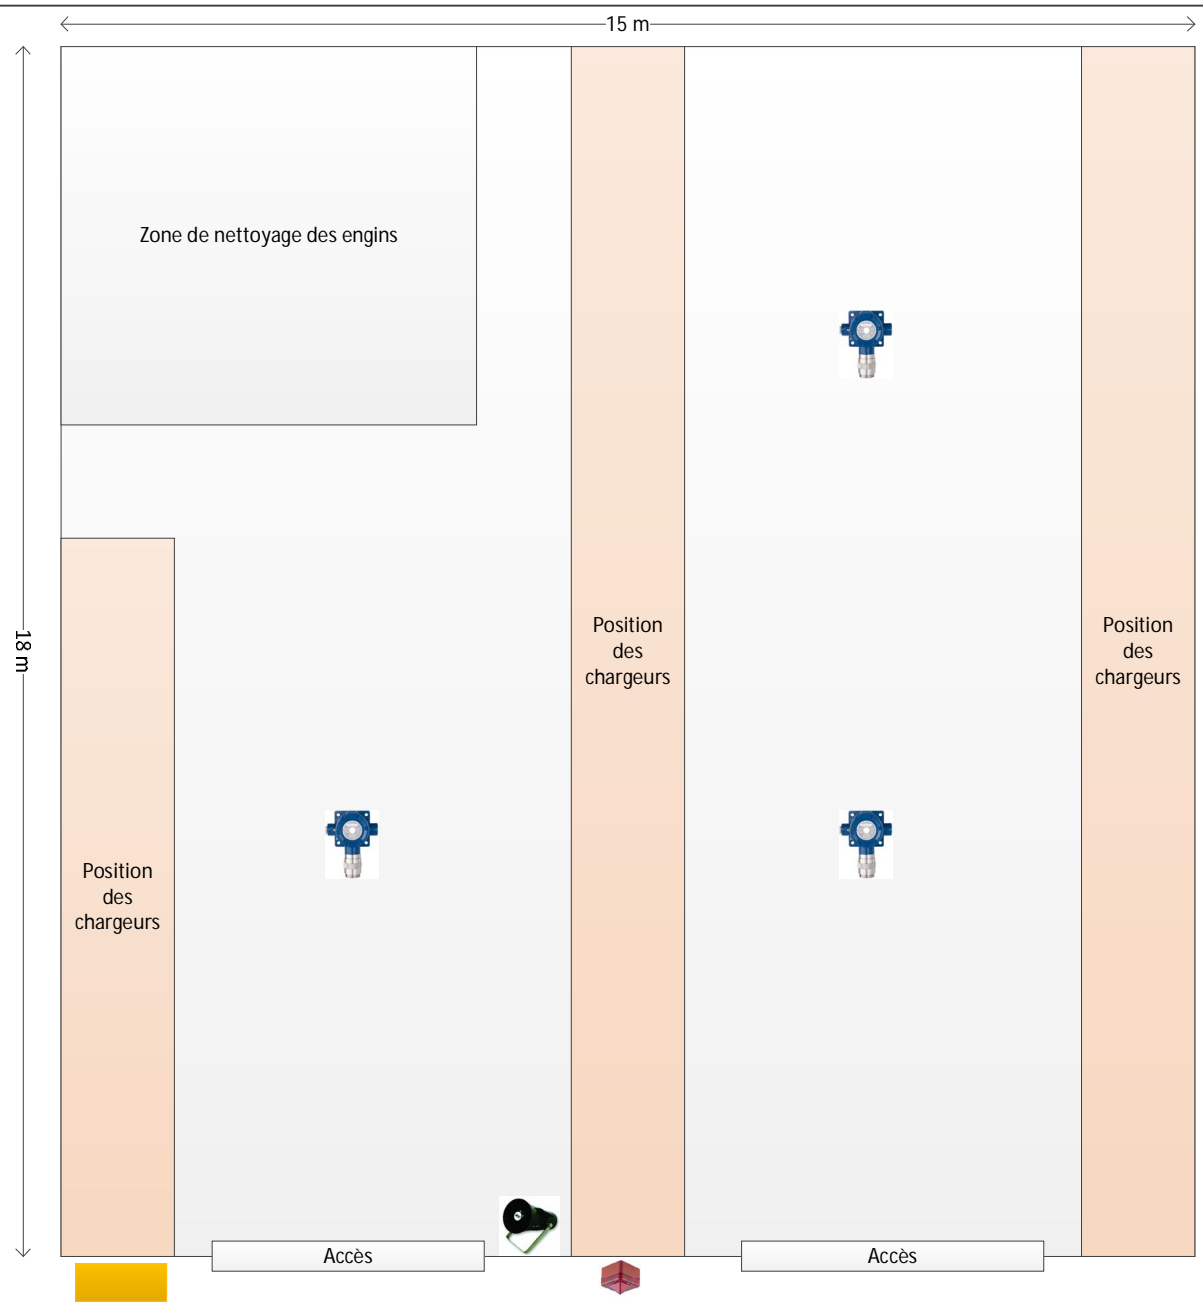 15 m
Zone de nettoyage des engins
18 m
Position
des
chargeurs
Position
des
chargeurs
Position
des
chargeurs
Accès
Accès